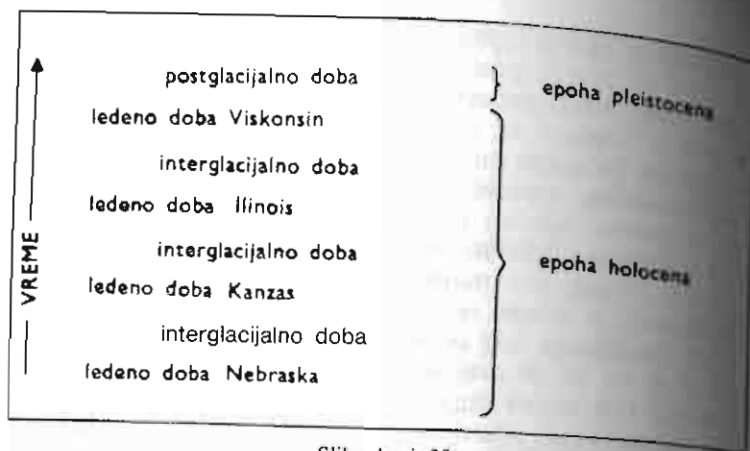 postglacijalno doba
epoha pleistocena
ledeno doba Viskonsin
interglacijalno doba
ledeno doba Ilinois
interglacijalno doba
epoha holocena
ledeno doba Kanzas
interglacijalno doba
ledeno doba Nebraska
VREME